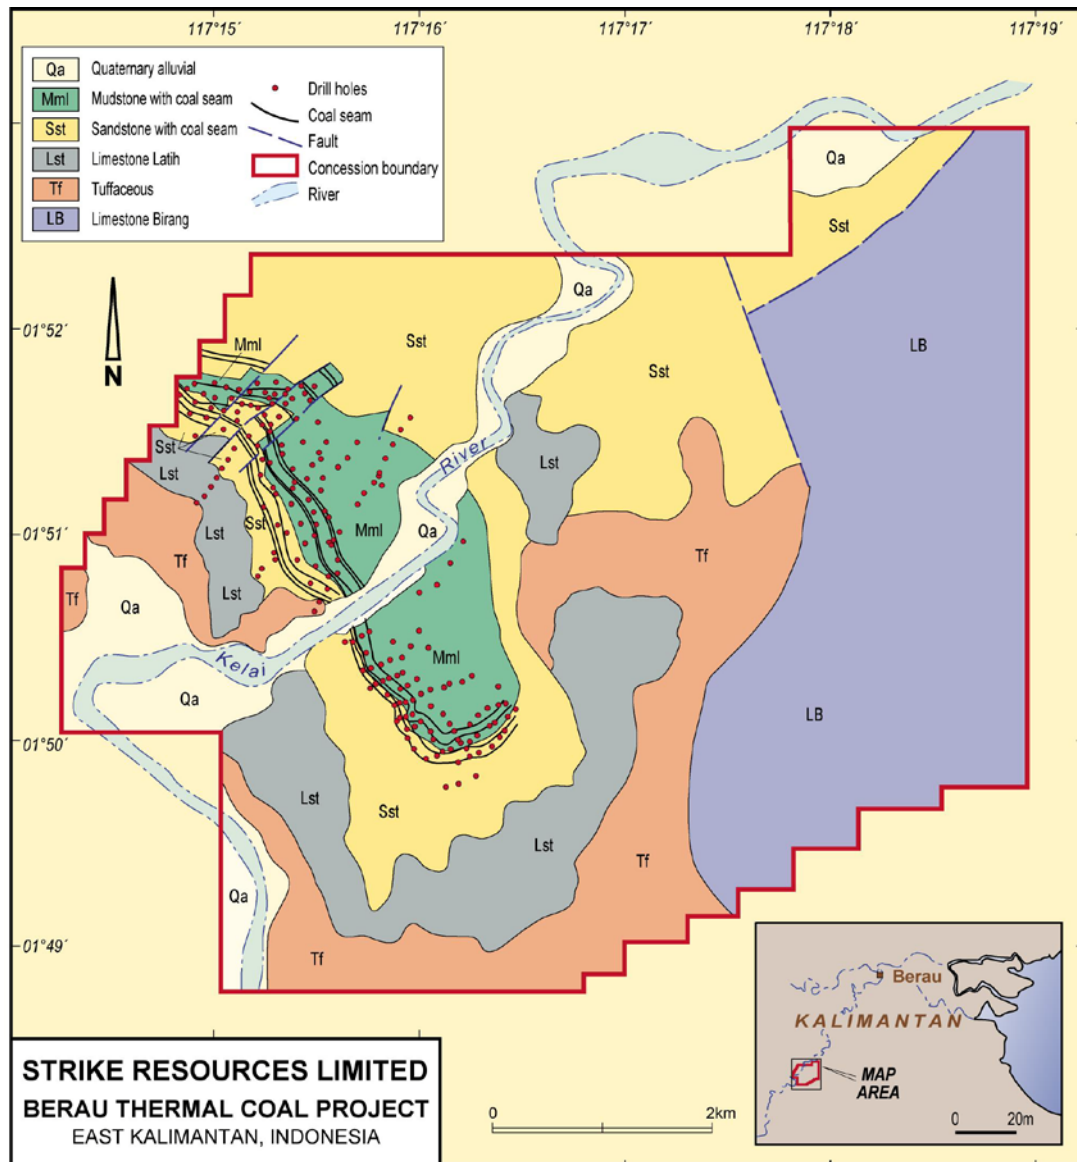 117°15´ 117°16´ 117°17´ 117°18´ 117°19´
Qa Quaternary alluvial
Mml Mudstone with coal seam
Sst Sandstone with coal seam
Lst Limestone Latih
Tf Tuffaceous
LB Limestone Birang
Drill holes
Coal seam
Fault
Concession boundary
River
Qa
Sst
Qa
01°52´
N
Mml
Sst
Sst
LB
Sst
Lst
River
Lst
01°51´
Lst
Sst
Mml
Qa
Tf
Tf
Tf
Qa
Lst
Kelai
Mml
Qa
LB
01°50´
Lst
Sst
Lst
Tf
Qa
01°49´
Tf
Berau
KALIMANTAN
MAP
AREA
0 20m
STRIKE RESOURCES LIMITED
BERAU THERMAL COAL PROJECT
EAST KALIMANTAN, INDONESIA
0 2km